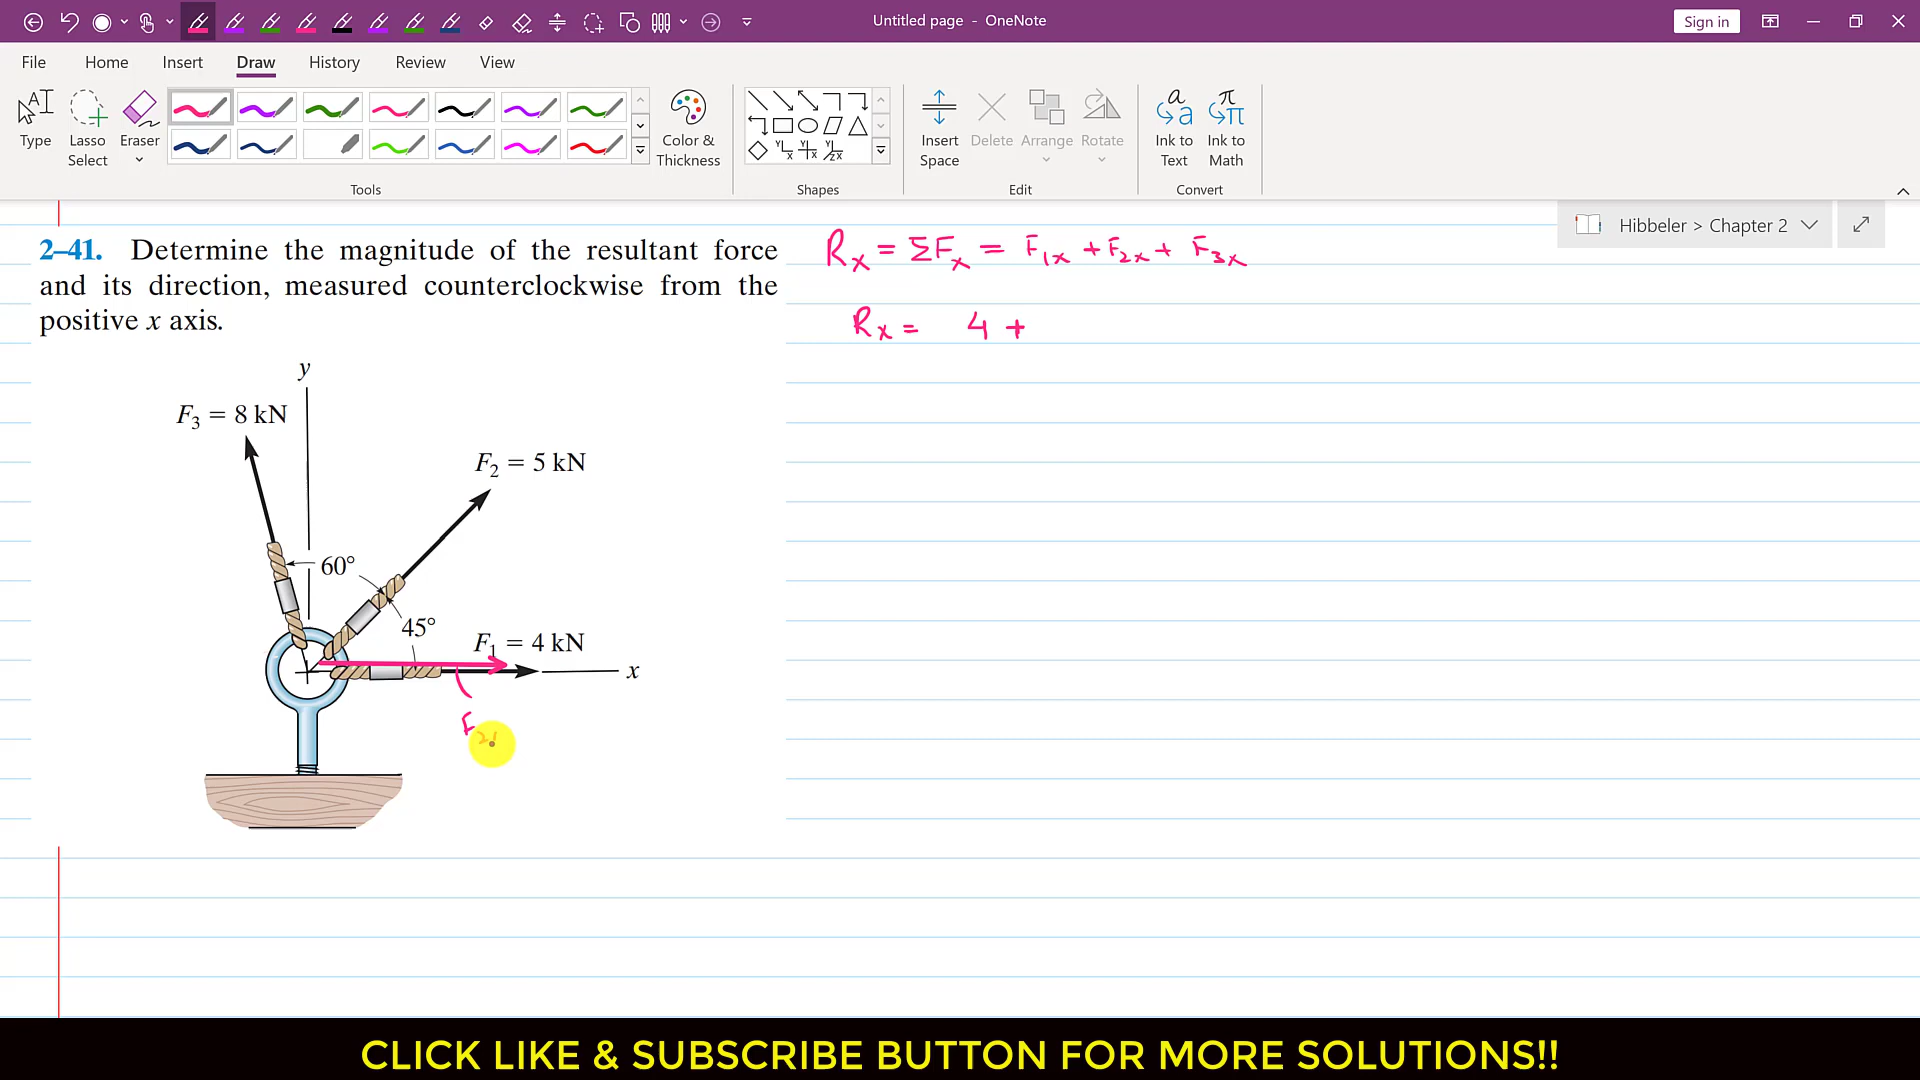 Untitled page - OneNote
Sign in
File Home Insert Draw History Review View
Type
Lasso Select
Eraser
Color & Thickness
Insert Space
Delete
Arrange
Rotate
Ink to Text
Ink to Math
Tools
Shapes
Edit
Convert
Hibbeler > Chapter 2
2–41. Determine the magnitude of the resultant force
and its direction, measured counterclockwise from the
positive x axis.
Rx = ΣFx = F1x + F2x + F3x
Rx = 4 +
y
F3 = 8 kN
F2 = 5 kN
60°
45°
F1 = 4 kN
x
F2
CLICK LIKE & SUBSCRIBE BUTTON FOR MORE SOLUTIONS!!